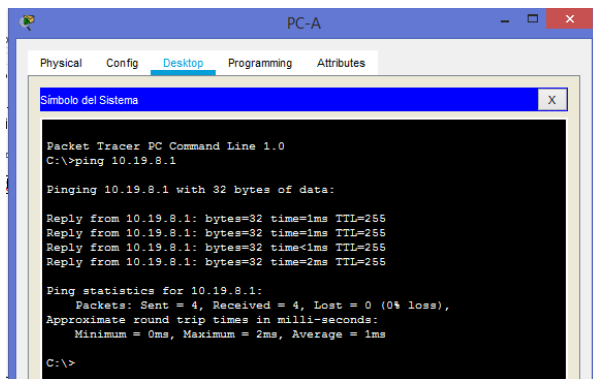 PC-A
Physical Config Desktop Programming Attributes
Símbolo del Sistema
X
Packet Tracer PC Command Line 1.0
C:\>ping 10.19.8.1
Pinging 10.19.8.1 with 32 bytes of data:
Reply from 10.19.8.1: bytes=32 time=1ms TTL=255
Reply from 10.19.8.1: bytes=32 time=1ms TTL=255
Reply from 10.19.8.1: bytes=32 time<1ms TTL=255
Reply from 10.19.8.1: bytes=32 time=2ms TTL=255
Ping statistics for 10.19.8.1:
Packets: Sent = 4, Received = 4, Lost = 0 (0% loss),
Approximate round trip times in milli-seconds:
Minimum = 0ms, Maximum = 2ms, Average = 1ms
C:\>